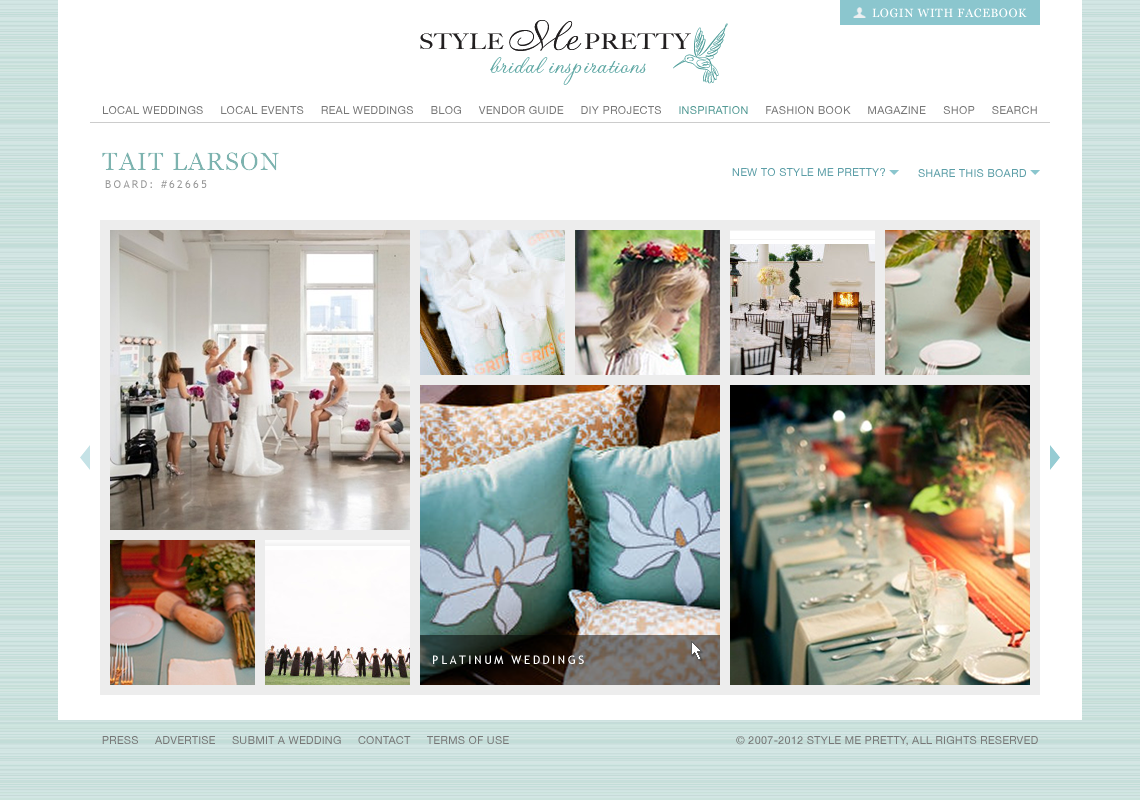 LOGIN WITH FACEBOOK
STYLE Me PRETTY
bridal inspirations
LOCAL WEDDINGS LOCAL EVENTS REAL WEDDINGS BLOG VENDOR GUIDE DIY PROJECTS INSPIRATION FASHION BOOK MAGAZINE SHOP SEARCH
TAIT LARSON
BOARD: #62665
NEW TO STYLE ME PRETTY? SHARE THIS BOARD
GRITS
GRITS
PLATINUM WEDDINGS
PRESS ADVERTISE SUBMIT A WEDDING CONTACT TERMS OF USE
© 2007-2012 STYLE ME PRETTY, ALL RIGHTS RESERVED